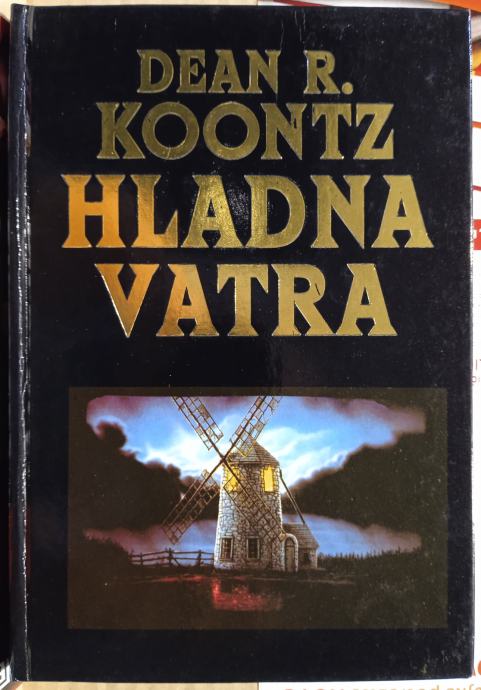 DEAN R.
KOONTZ
HLADNA
VATRA